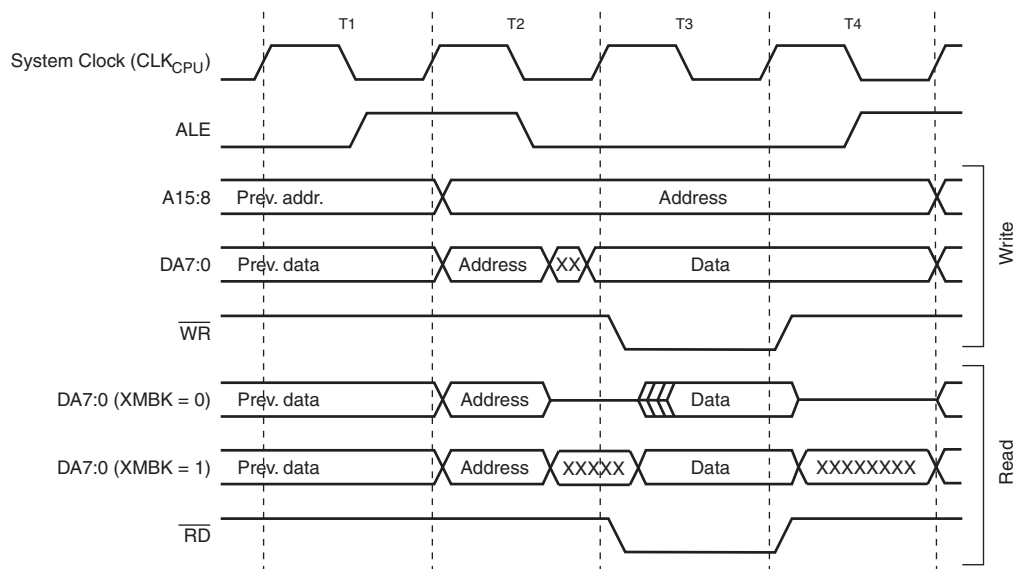 T1 T2 T3 T4
System Clock (CLKCPU)
ALE
A15:8 Prev. addr. Address
DA7:0 Prev. data Address XX Data
WR
Write
DA7:0 (XMBK = 0) Prev. data Address Data
DA7:0 (XMBK = 1) Prev. data Address XXXXX Data XXXXXXXX
RD
Read